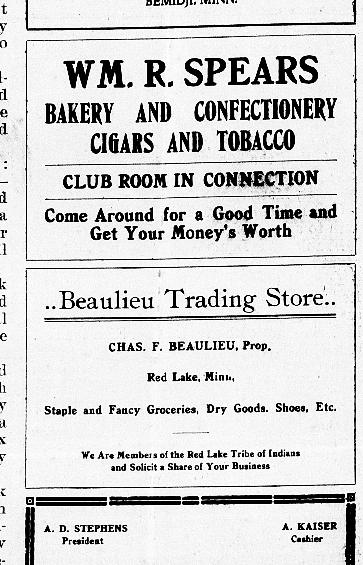 BEMIDJI, MINN.
WM. R. SPEARS
BAKERY AND CONFECTIONERY
CIGARS AND TOBACCO
CLUB ROOM IN CONNECTION
Come Around for a Good Time and
Get Your Money's Worth
..Beaulieu Trading Store..
CHAS. F. BEAULIEU, Prop.
Red Lake, Minn.
Staple and Fancy Groceries, Dry Goods. Shoes, Etc.
We Are Members of the Red Lake Tribe of Indians
and Solicit a Share of Your Business
A. D. STEPHENS
President
A. KAISER
Cashier